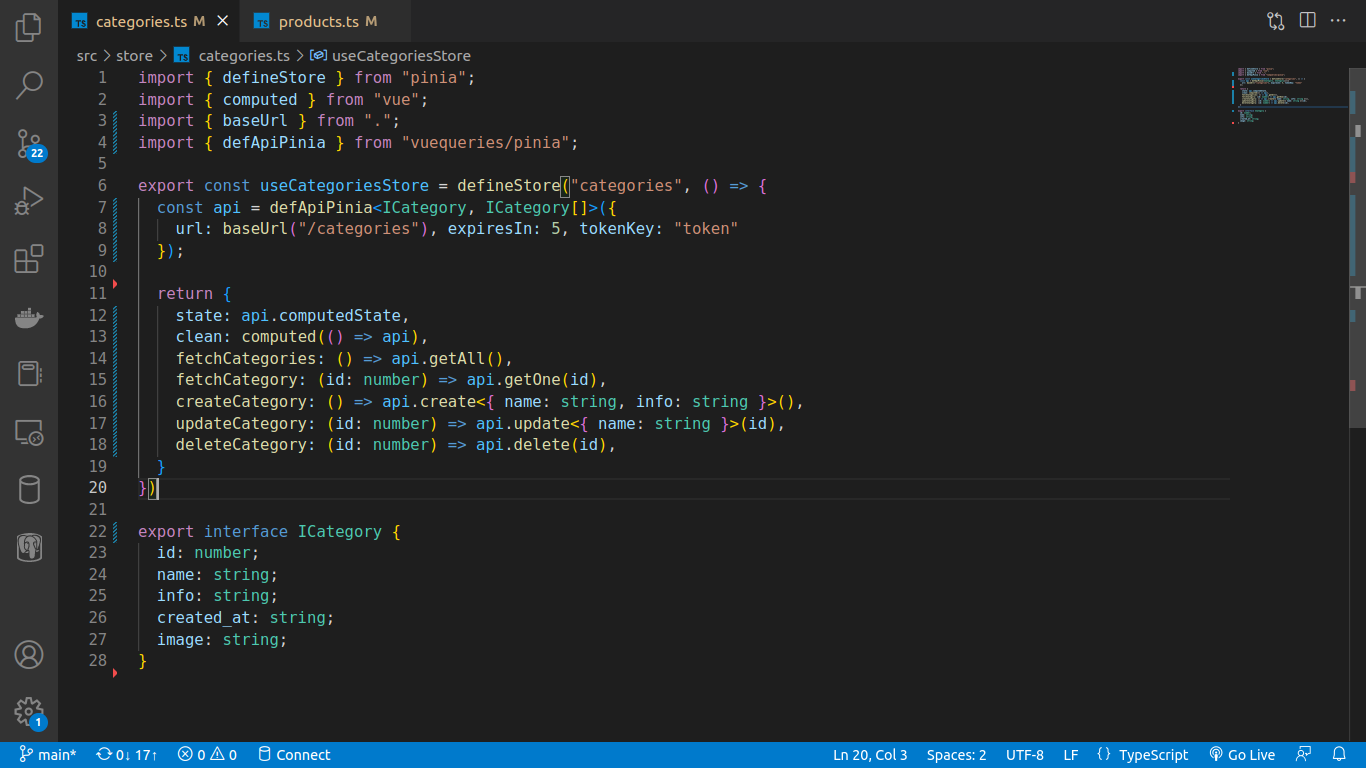 TS categories.ts M
TS products.ts M
src > store > TS categories.ts > useCategoriesStore
1 import { defineStore } from "pinia";
2 import { computed } from "vue";
3 import { baseUrl } from ".";
4 import { defApiPinia } from "vuequeries/pinia";
5
6 export const useCategoriesStore = defineStore("categories", () => {
7 const api = defApiPinia<ICategory, ICategory[]>({
8 url: baseUrl("/categories"), expiresIn: 5, tokenKey: "token"
9 });
10
11 return {
12 state: api.computedState,
13 clean: computed(() => api),
14 fetchCategories: () => api.getAll(),
15 fetchCategory: (id: number) => api.getOne(id),
16 createCategory: () => api.create<{ name: string, info: string }>(),
17 updateCategory: (id: number) => api.update<{ name: string }>(id),
18 deleteCategory: (id: number) => api.delete(id),
19 }
20 })
21
22 export interface ICategory {
23 id: number;
24 name: string;
25 info: string;
26 created_at: string;
27 image: string;
28 }
22
1
main* 0↓ 17↑ 0 0 Connect
Ln 20, Col 3 Spaces: 2 UTF-8 LF {} TypeScript Go Live